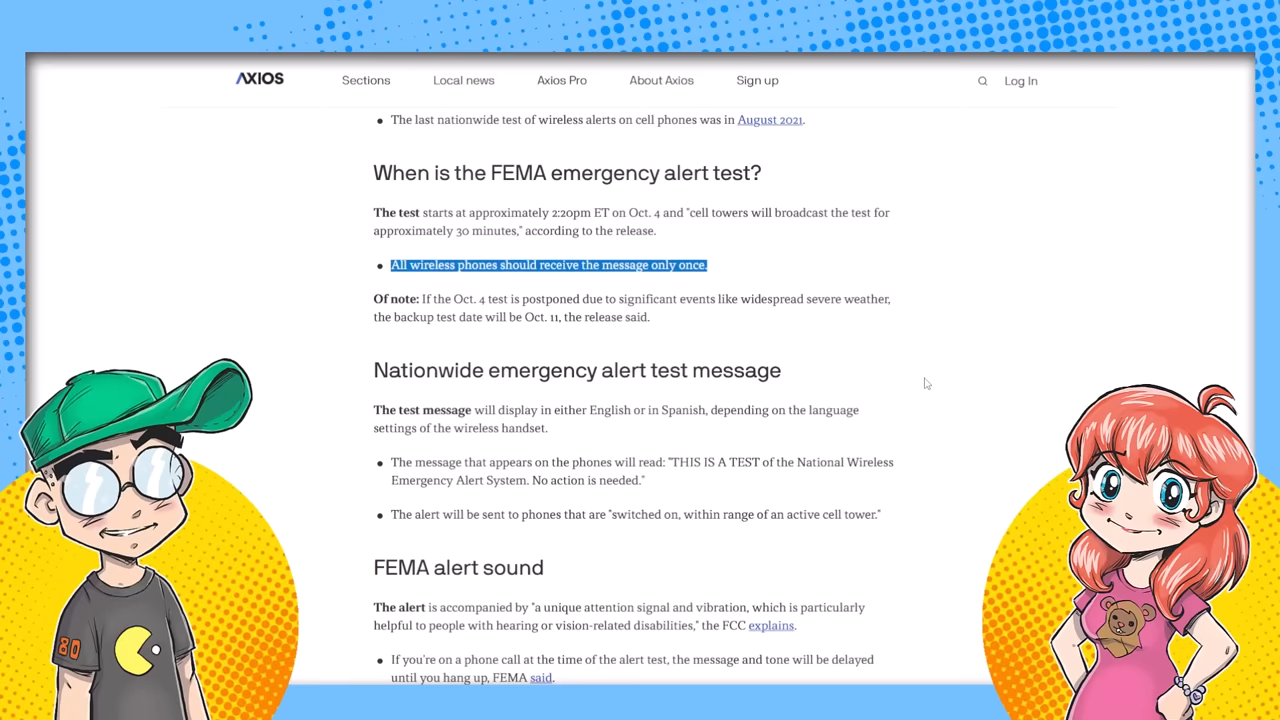 AXIOS
Sections
Local news
Axios Pro
About Axios
Sign up
Log In
The last nationwide test of wireless alerts on cell phones was in August 2021.
When is the FEMA emergency alert test?
The test starts at approximately 2:20pm ET on Oct. 4 and "cell towers will broadcast the test for
approximately 30 minutes," according to the release.
All wireless phones should receive the message only once.
Of note: If the Oct. 4 test is postponed due to significant events like widespread severe weather,
the backup test date will be Oct. 11, the release said.
Nationwide emergency alert test message
The test message will display in either English or in Spanish, depending on the language
settings of the wireless handset.
The message that appears on the phones will read: "THIS IS A TEST of the National Wireless
Emergency Alert System. No action is needed."
The alert will be sent to phones that are "switched on, within range of an active cell tower."
FEMA alert sound
The alert is accompanied by "a unique attention signal and vibration, which is particularly
helpful to people with hearing or vision-related disabilities," the FCC explains.
If you're on a phone call at the time of the alert test, the message and tone will be delayed
until you hang up, FEMA said.
80